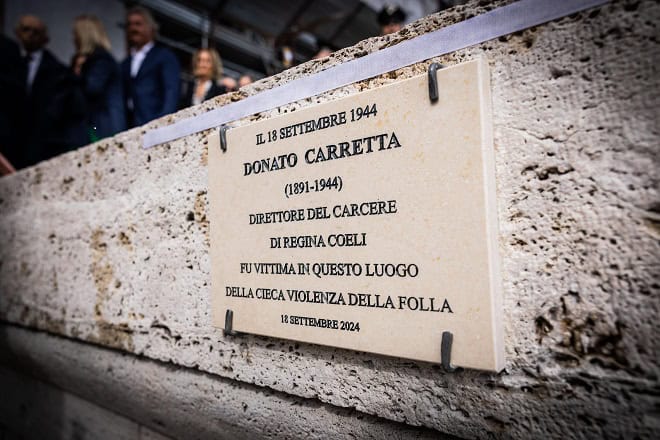 IL 18 SETTEMBRE 1944
DONATO CARRETTA
(1891-1944)
DIRETTORE DEL CARCERE
DI REGINA COELI
FU VITTIMA IN QUESTO LUOGO
DELLA CIECA VIOLENZA DELLA FOLLA
18 SETTEMBRE 2024